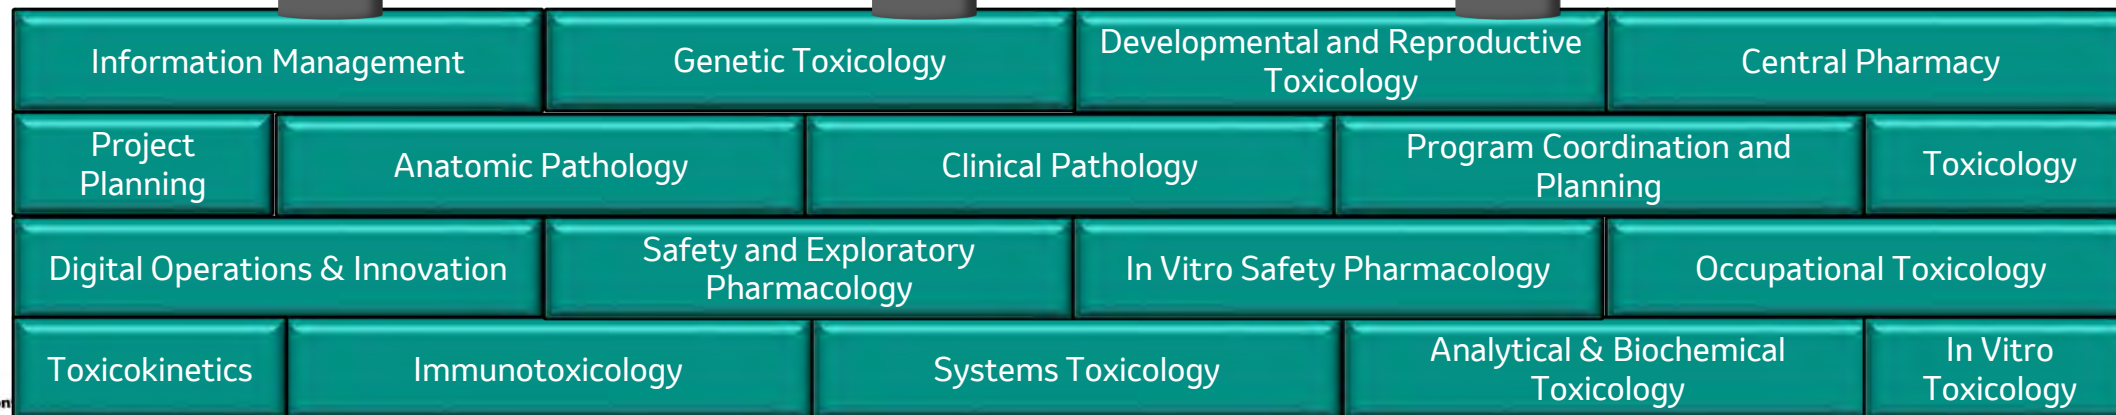 Information Management
Genetic Toxicology
Developmental and Reproductive
Toxicology
Central Pharmacy
Project
Planning
Anatomic Pathology
Clinical Pathology
Program Coordination and
Planning
Toxicology
Digital Operations & Innovation
Safety and Exploratory
Pharmacology
In Vitro Safety Pharmacology
Occupational Toxicology
Toxicokinetics
Immunotoxicology
Systems Toxicology
Analytical & Biochemical
Toxicology
In Vitro
Toxicology